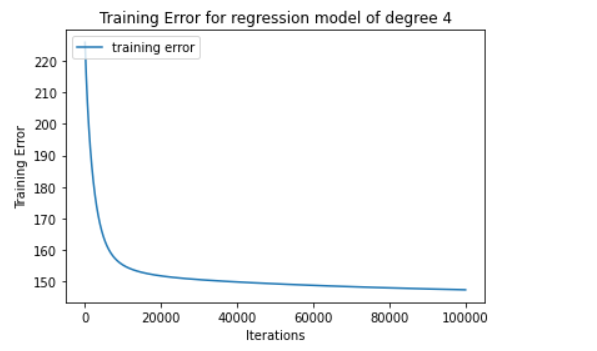 Training Error for regression model of degree 4
training error
220
210
200
190
180
170
160
150
Training Error
0 20000 40000 60000 80000 100000
Iterations